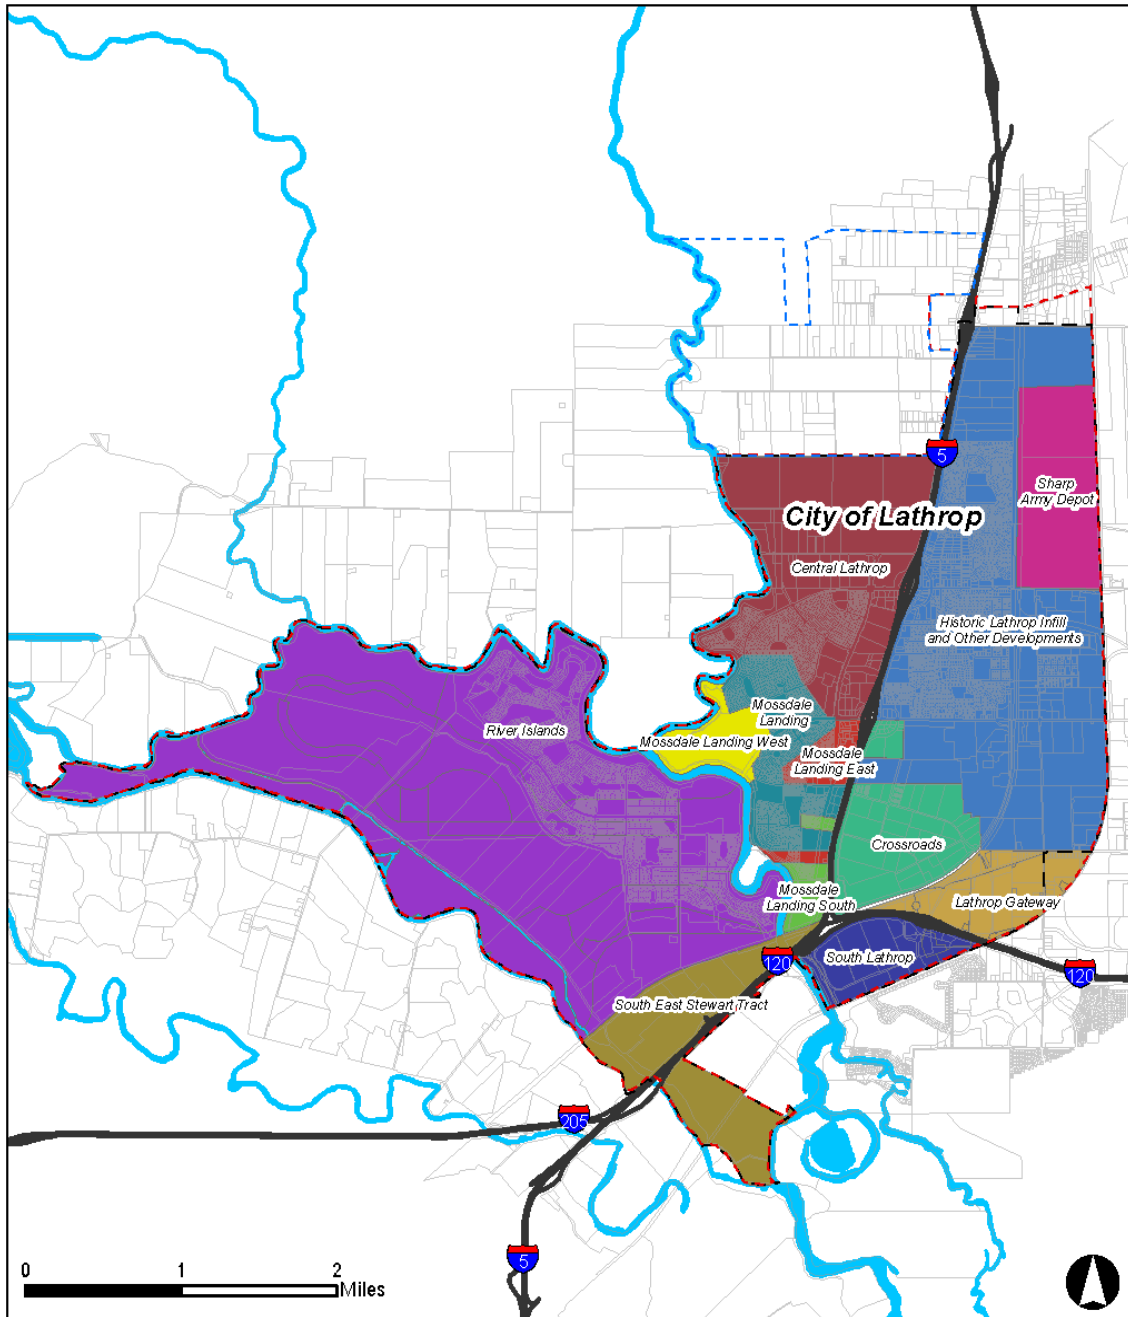 5
Sharp
Army Depot
City of Lathrop
Central Lathrop
Historic Lathrop Infill
and Other Developments
Mossdale
Landing
River Islands
Mossdale Landing West
Mossdale
Landing East
Crossroads
Mossdale
Landing South
Lathrop Gateway
South Lathrop
120
120
South East Stewart Tract
205
5
0 1 2
Miles